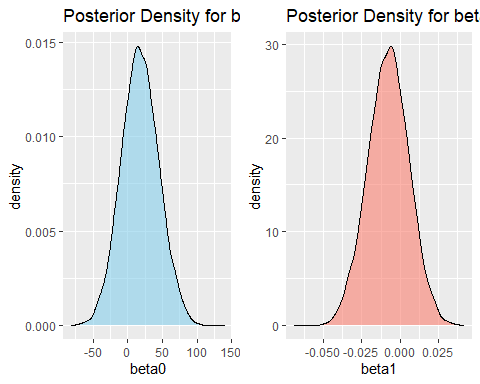 Posterior Density for b
0.015
0.010
0.005
0.000
density
-50
0
50
100
150
beta0
Posterior Density for bet
30
20
10
0
density
-0.050
-0.025
0.000
0.025
beta1